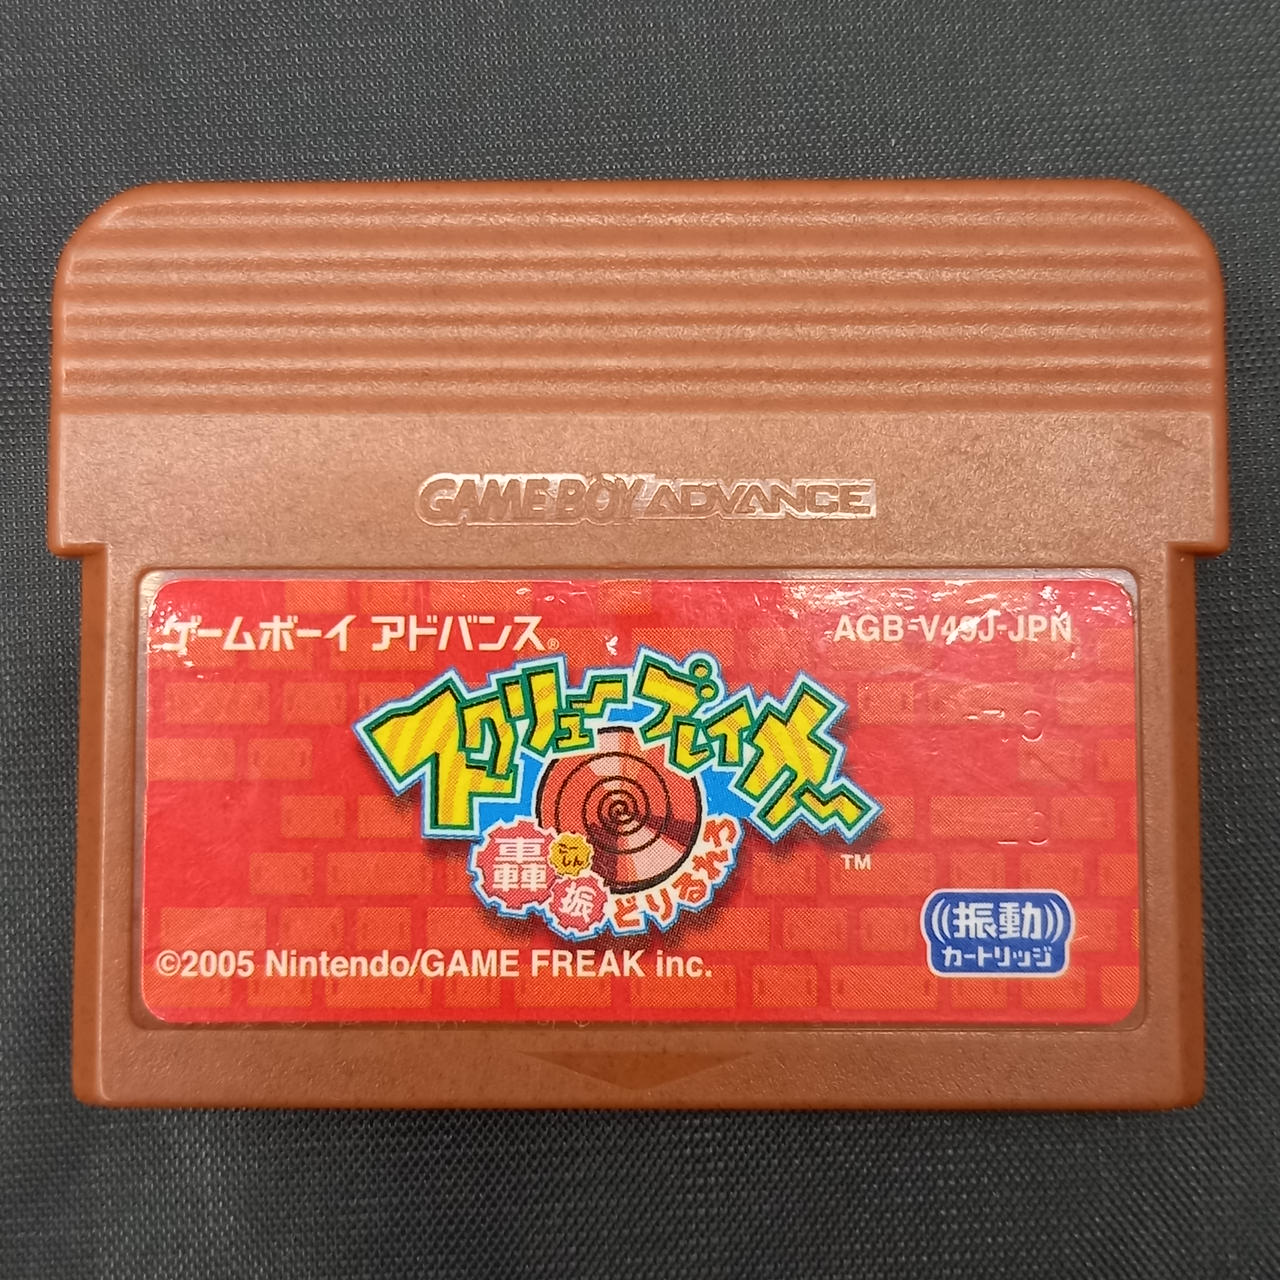 GAME BOY ADVANCE
ゲームボーイ アドバンス®
AGB-V49J-JPN
スクリューブレイカー
轟
ごーしん
振
どりるれろ
TM
振動
カートリッジ
©2005 Nintendo/GAME FREAK inc.